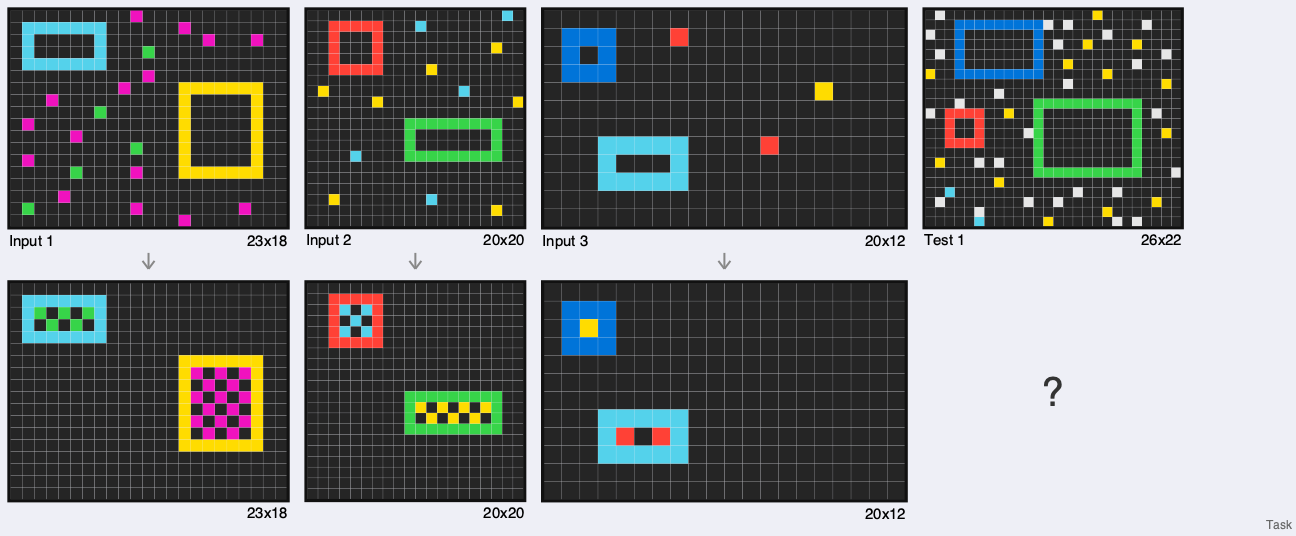 Input 1 23x18
Input 2 20x20
Input 3 20x12
Test 1 26x22
?
23x18
20x20
20x12
Task